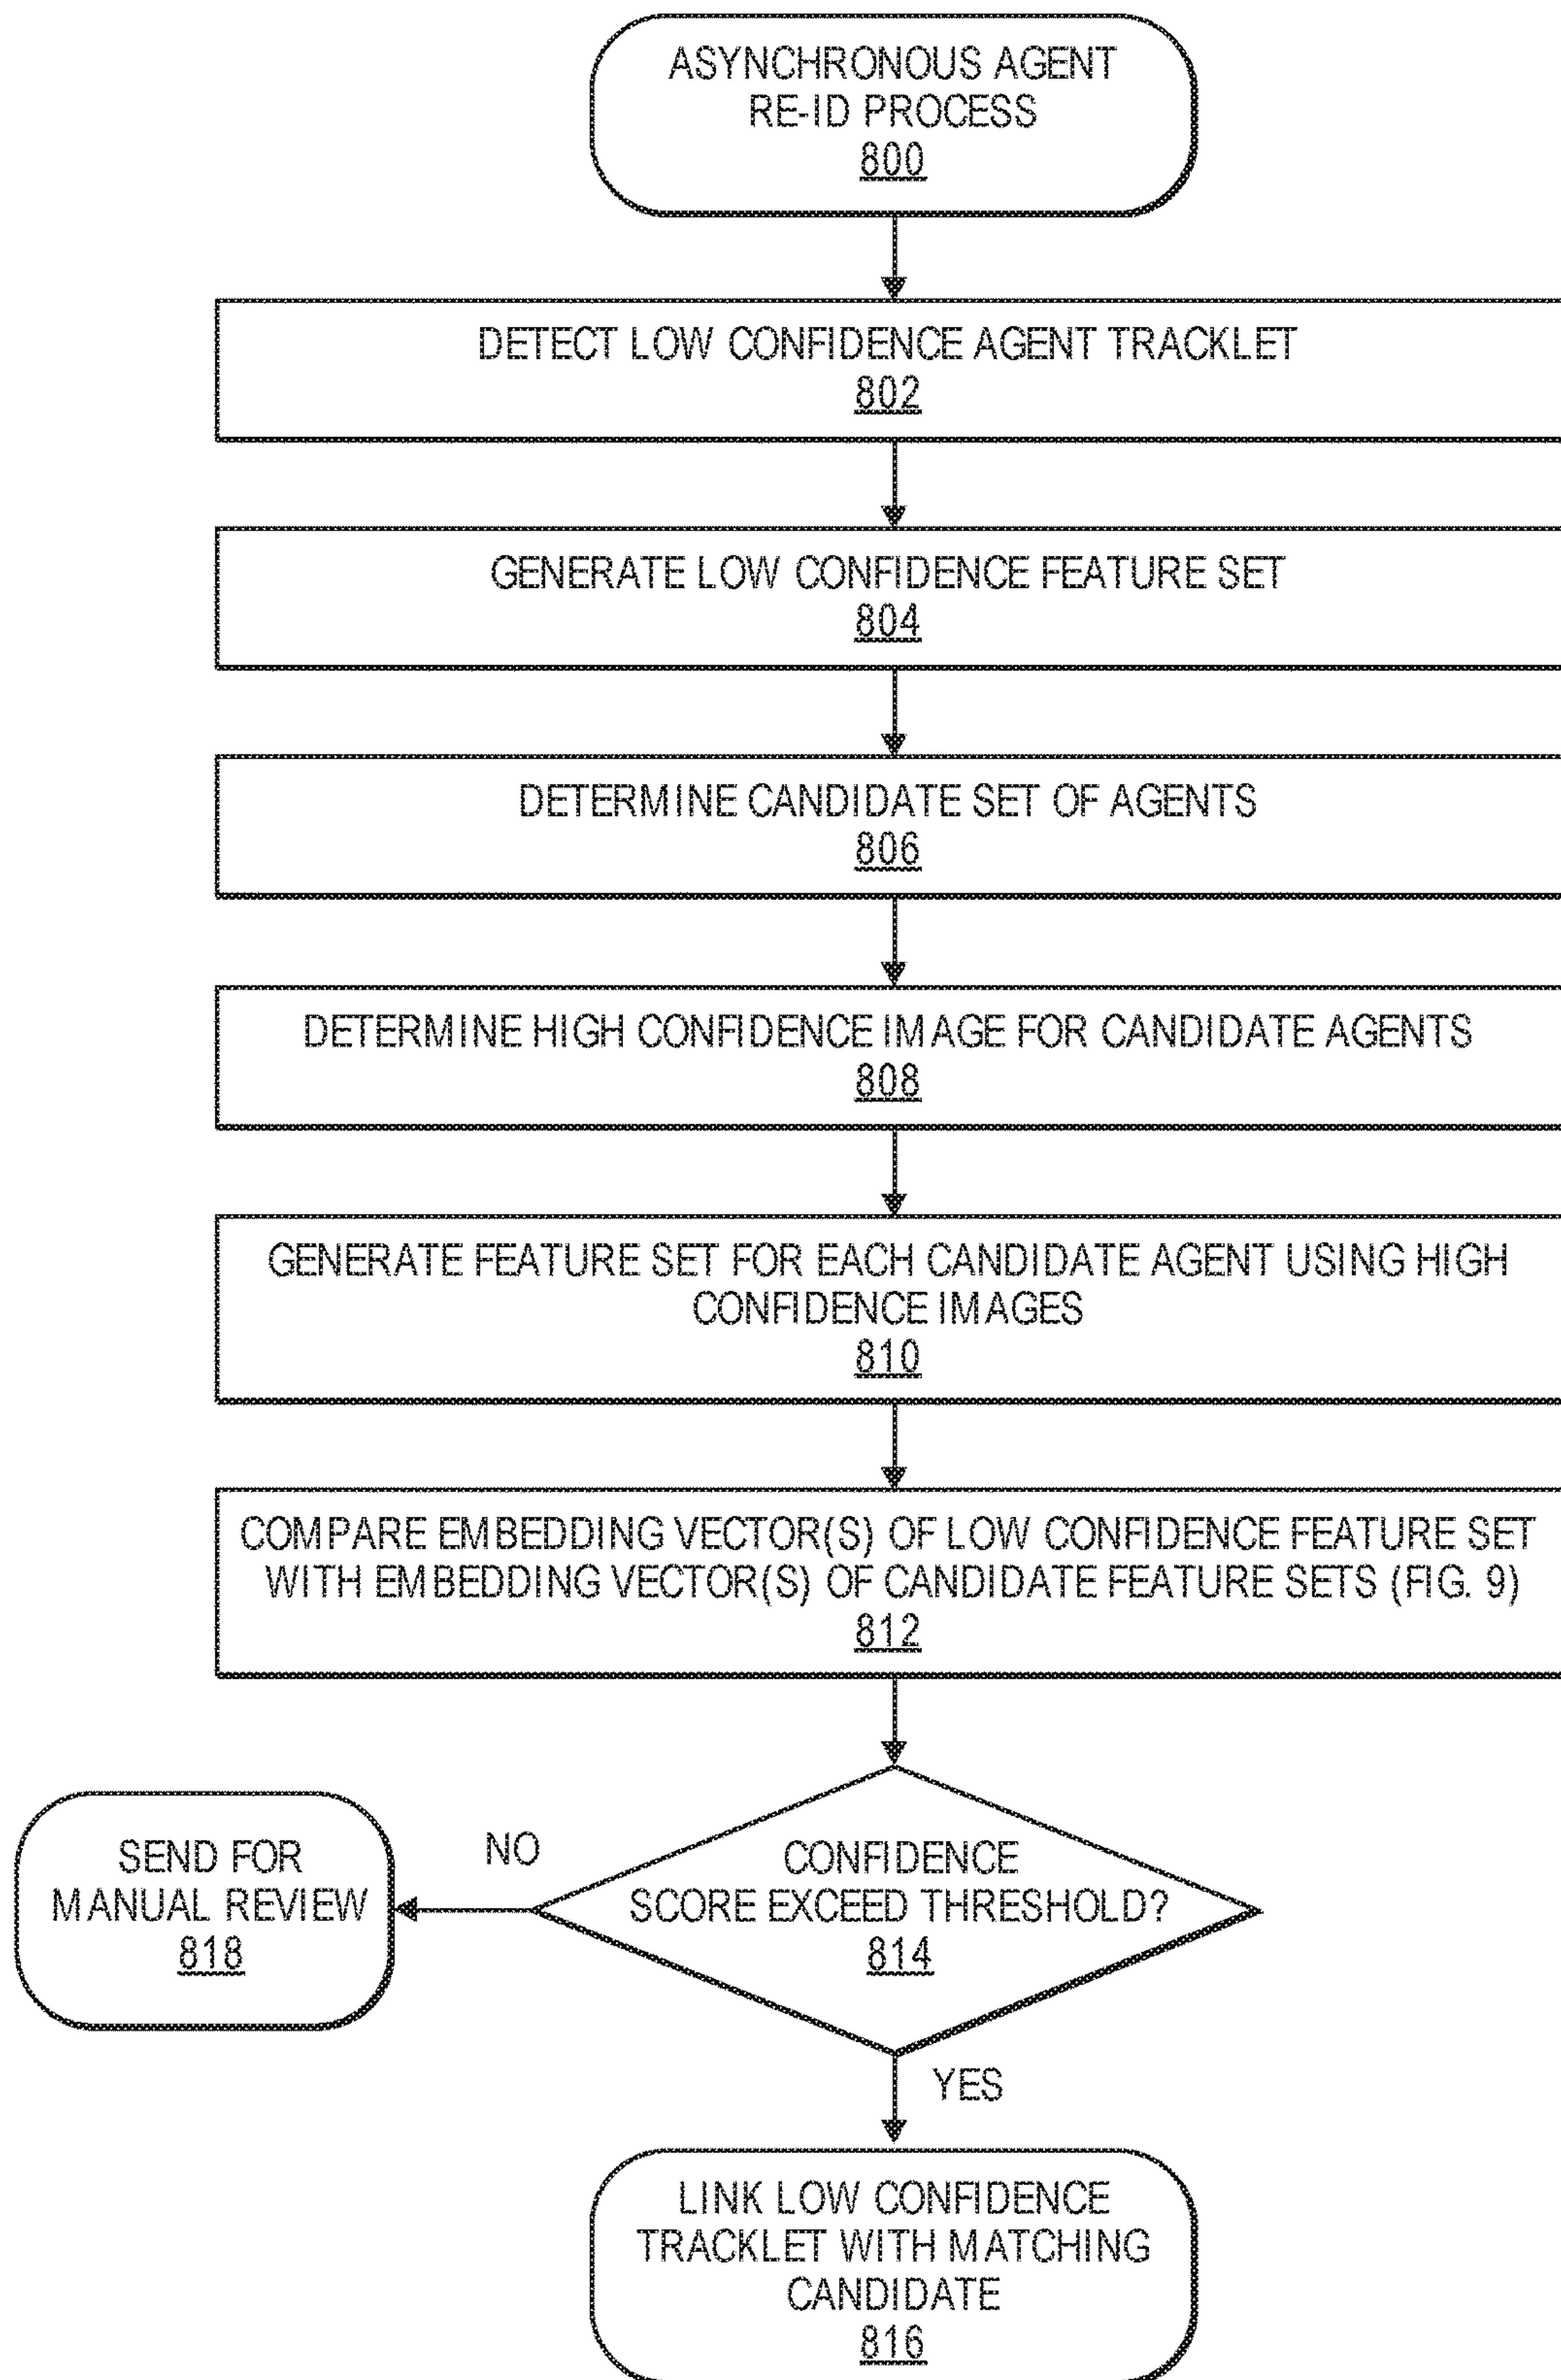 ASYNCHRONOUS AGENT
RE-ID PROCESS
800
DETECT LOW CONFIDENCE AGENT TRACKLET
802
GENERATE LOW CONFIDENCE FEATURE SET
804
DETERMINE CANDIDATE SET OF AGENTS
806
DETERMINE HIGH CONFIDENCE IMAGE FOR CANDIDATE AGENTS
808
GENERATE FEATURE SET FOR EACH CANDIDATE AGENT USING HIGH
CONFIDENCE IMAGES
810
COMPARE EMBEDDING VECTOR(S) OF LOW CONFIDENCE FEATURE SET
WITH EMBEDDING VECTOR(S) OF CANDIDATE FEATURE SETS (FIG. 9)
812
CONFIDENCE
SCORE EXCEED THRESHOLD?
814
NO
SEND FOR
MANUAL REVIEW
818
YES
LINK LOW CONFIDENCE
TRACKLET WITH MATCHING
CANDIDATE
816